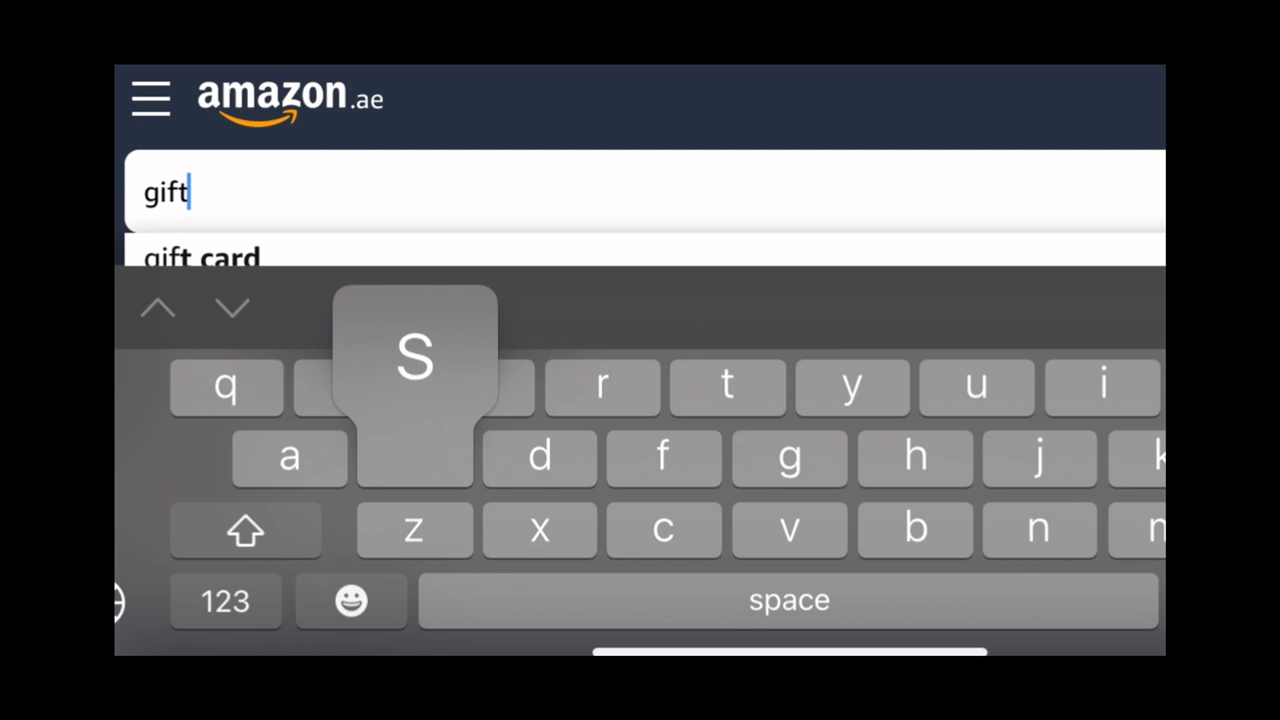 amazon.ae
gift
gift card
S
q r t y u i
a d f g h j k
z x c v b n m
123 space